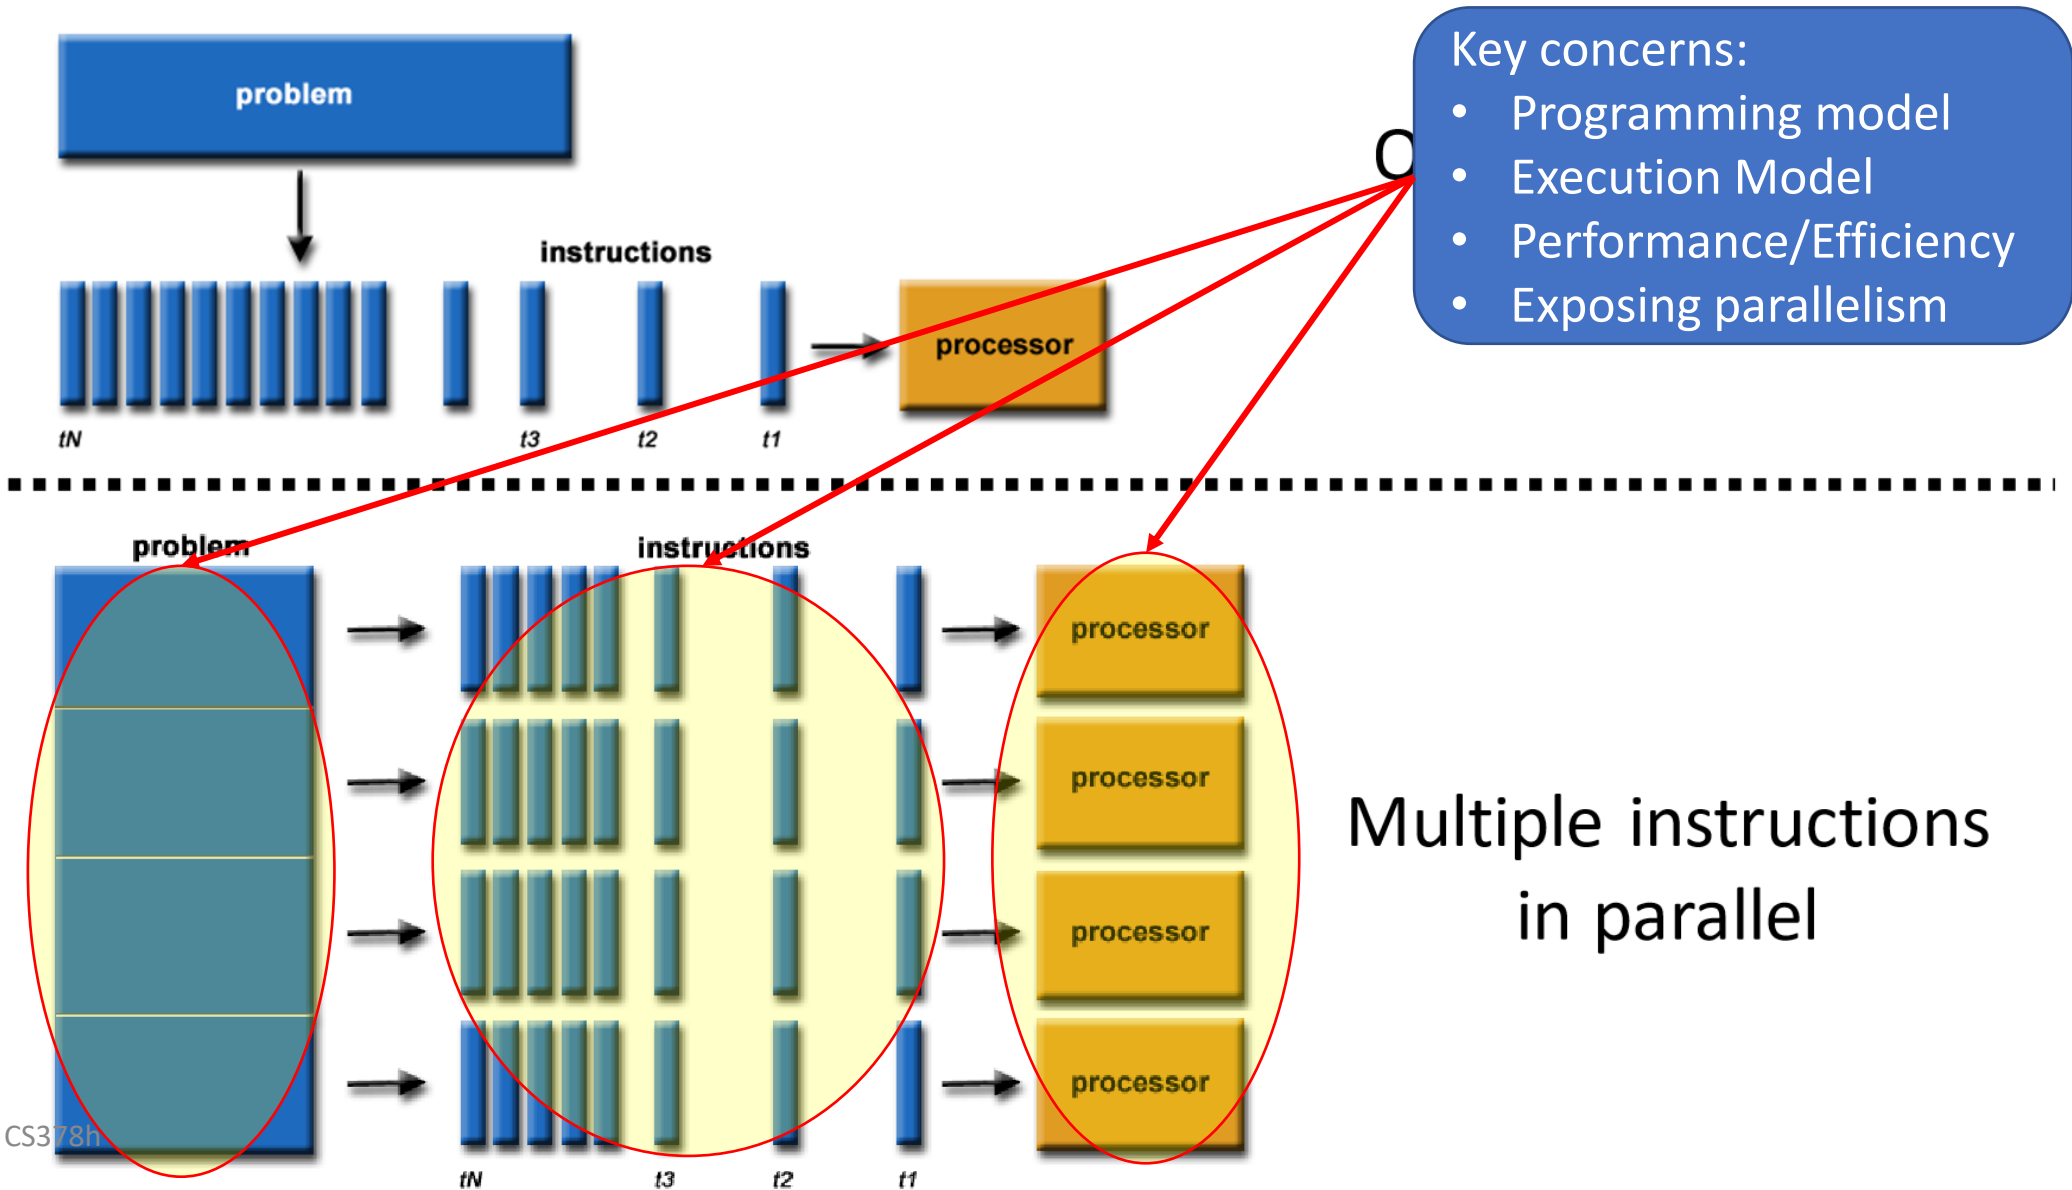 problem
Key concerns:
• Programming model
• Execution Model
• Performance/Efficiency
• Exposing parallelism
instructions
processor
tN t3 t2 t1
problem instructions
processor
processor
processor
processor
Multiple instructions
in parallel
CS378h
tN t3 t2 t1